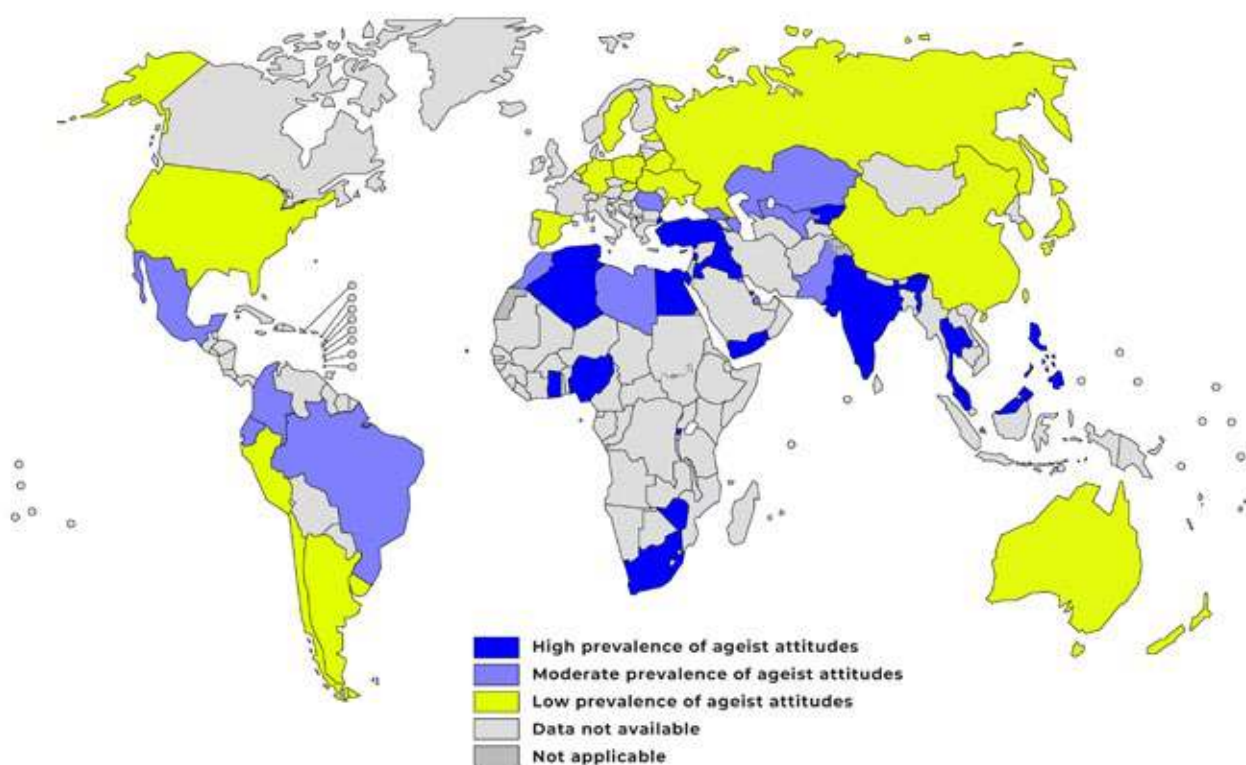 High prevalence of ageist attitudes
Moderate prevalence of ageist attitudes
Low prevalence of ageist attitudes
Data not available
Not applicable